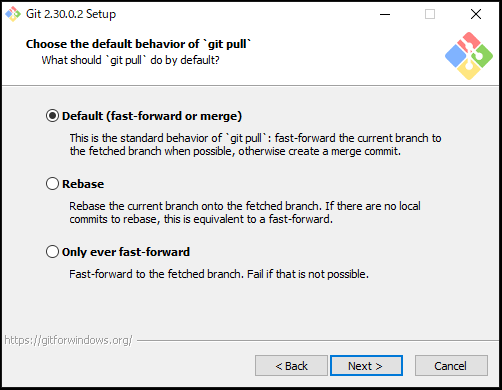 Git 2.30.0.2 Setup
Choose the default behavior of `git pull`
What should `git pull` do by default?
Default (fast-forward or merge)
This is the standard behavior of `git pull`: fast-forward the current branch to
the fetched branch when possible, otherwise create a merge commit.
Rebase
Rebase the current branch onto the fetched branch. If there are no local
commits to rebase, this is equivalent to a fast-forward.
Only ever fast-forward
Fast-forward to the fetched branch. Fail if that is not possible.
https://gitforwindows.org/
< Back
Next >
Cancel